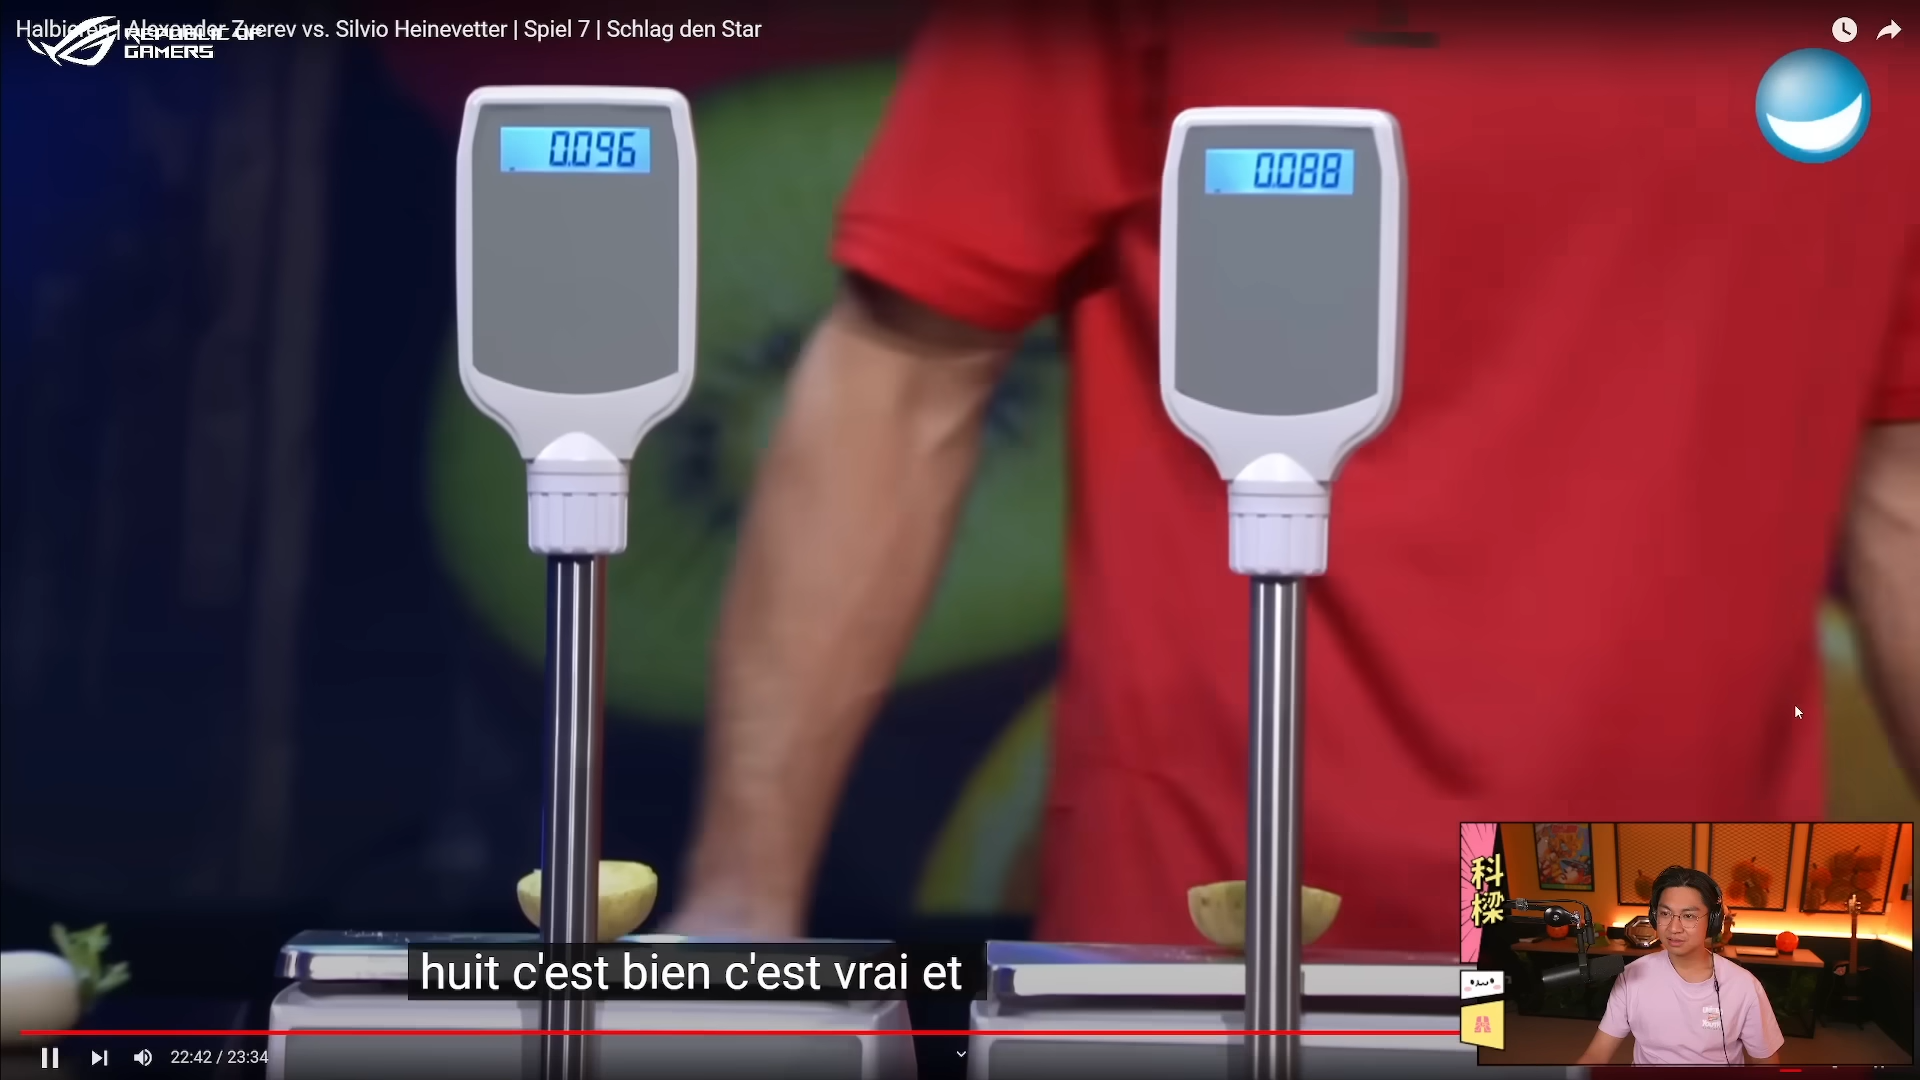 Halbieren | Alexander Zverev vs. Silvio Heinevetter | Spiel 7 | Schlag den Star
REPUBLIC OF
GAMERS
0.096
0.088
科
樑
huit c'est bien c'est vrai et
22:42 / 23:34